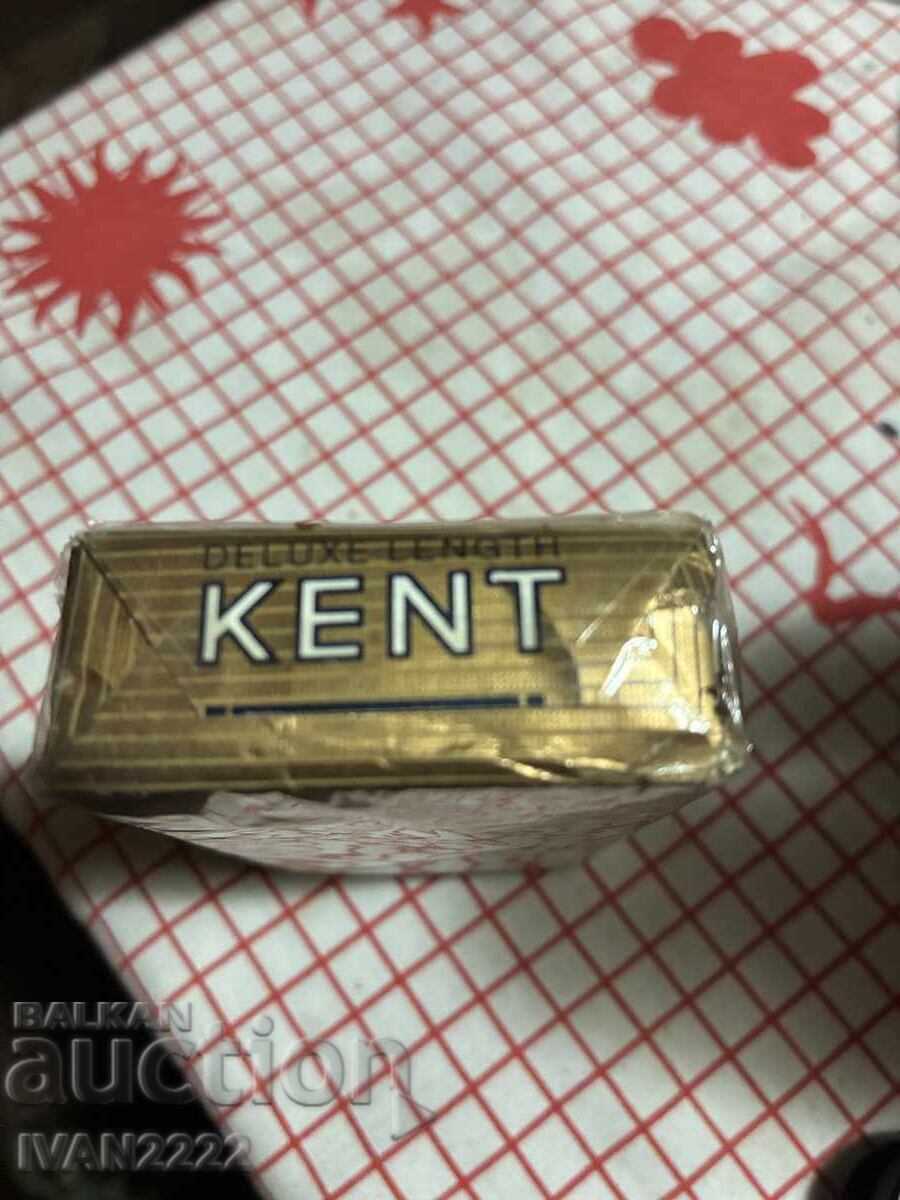 DELUXE LENGTH
KENT
BALKAN
auction
IVAN2222